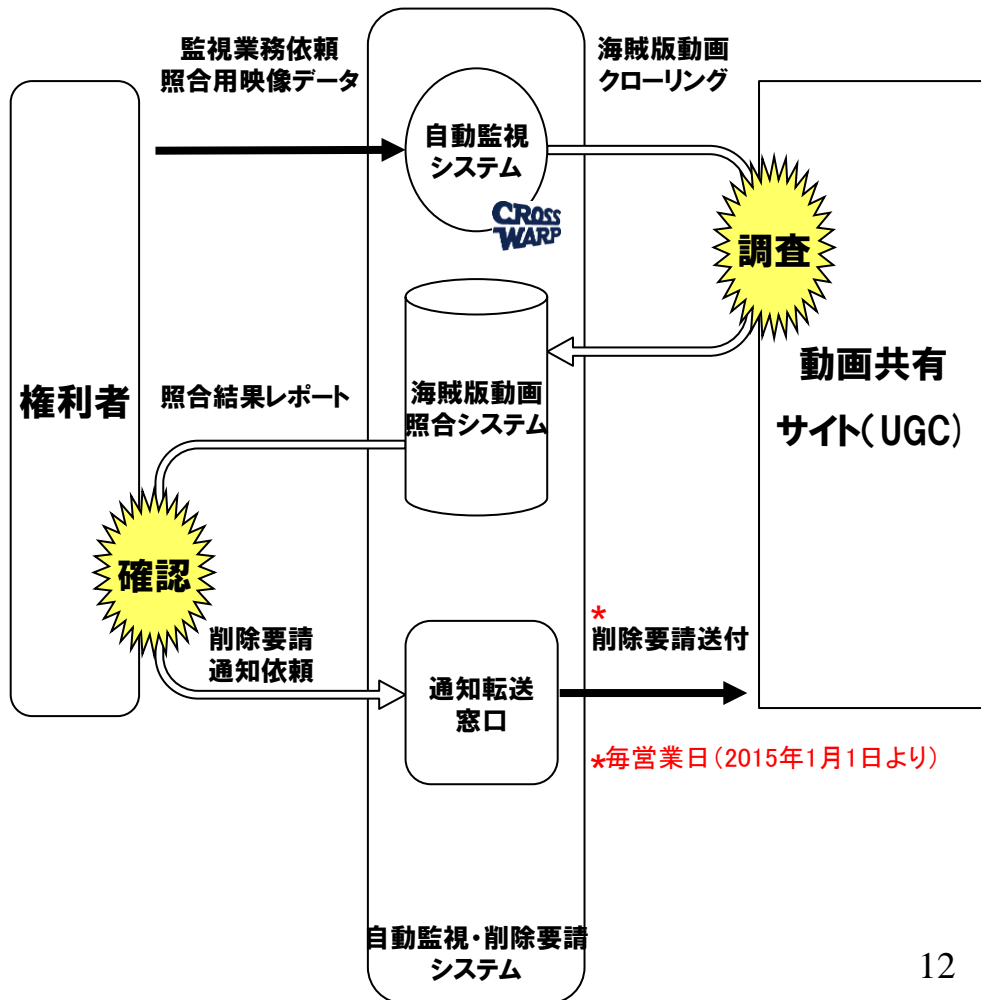 監視業務依頼
照合用映像データ
海賊版動画
クローリング
自動監視
システム
CROSS
WARP
調査
権利者
照合結果レポート
海賊版動画
照合システム
動画共有
サイト(UGC)
確認
削除要請
通知依頼
通知転送
窓口
*
削除要請送付
*毎営業日(2015年1月1日より)
自動監視・削除要請
システム
12